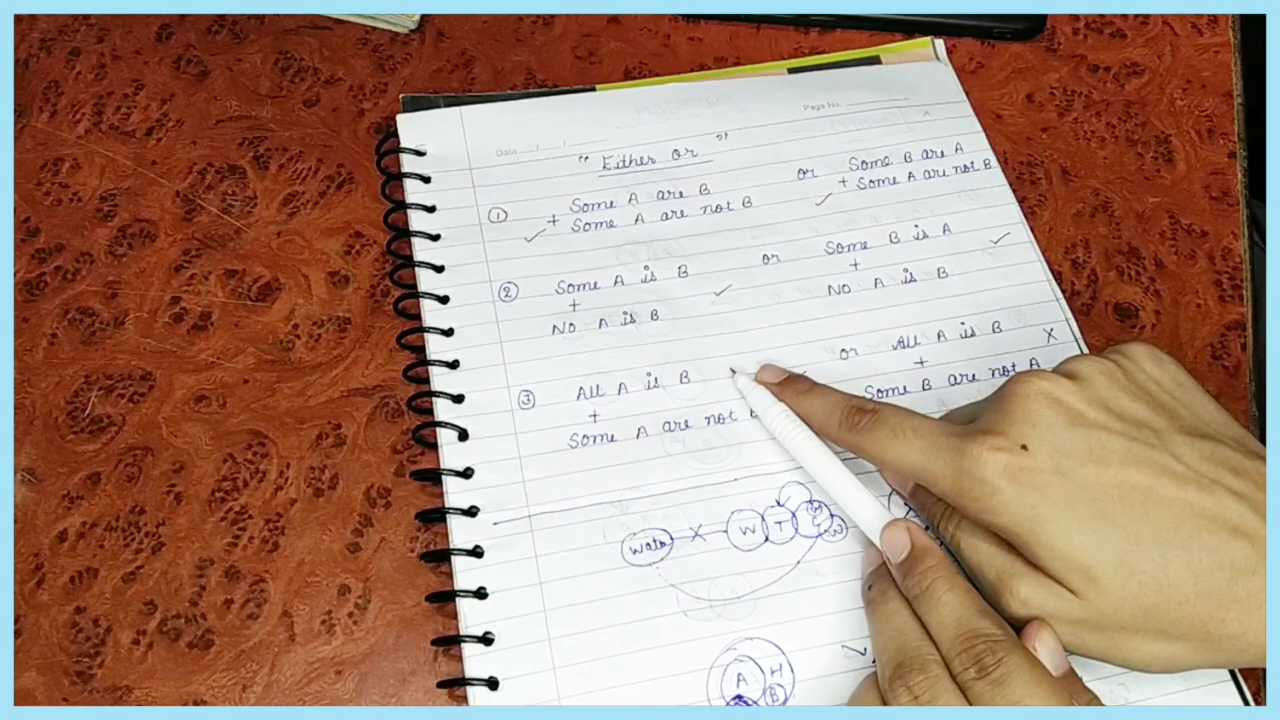 Page No.
Date / /
" Either or "
① Some A are B or Some B are A
+ Some A are not B ✓ + Some A are not B ✓
② Some A is B or Some B is A ✓
+ ✓ +
No A is B No A is B
③ All A is B or All A is B X
+ +
Some A are not Some B are not A
Wato X W T
W
A H
B